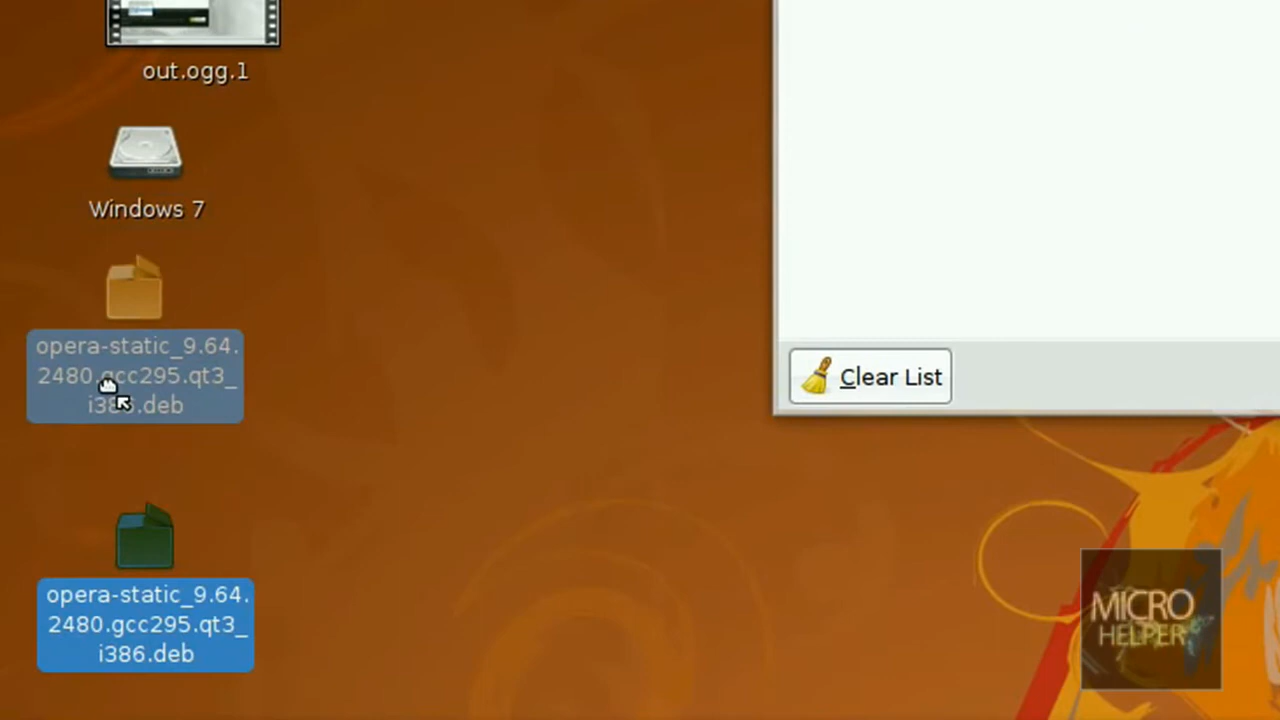 out.ogg.1
Windows 7
opera-static_9.64.
2480.gcc295.qt3_
i386.deb
Clear List
opera-static_9.64.
2480.gcc295.qt3_
i386.deb
MICRO
HELPER